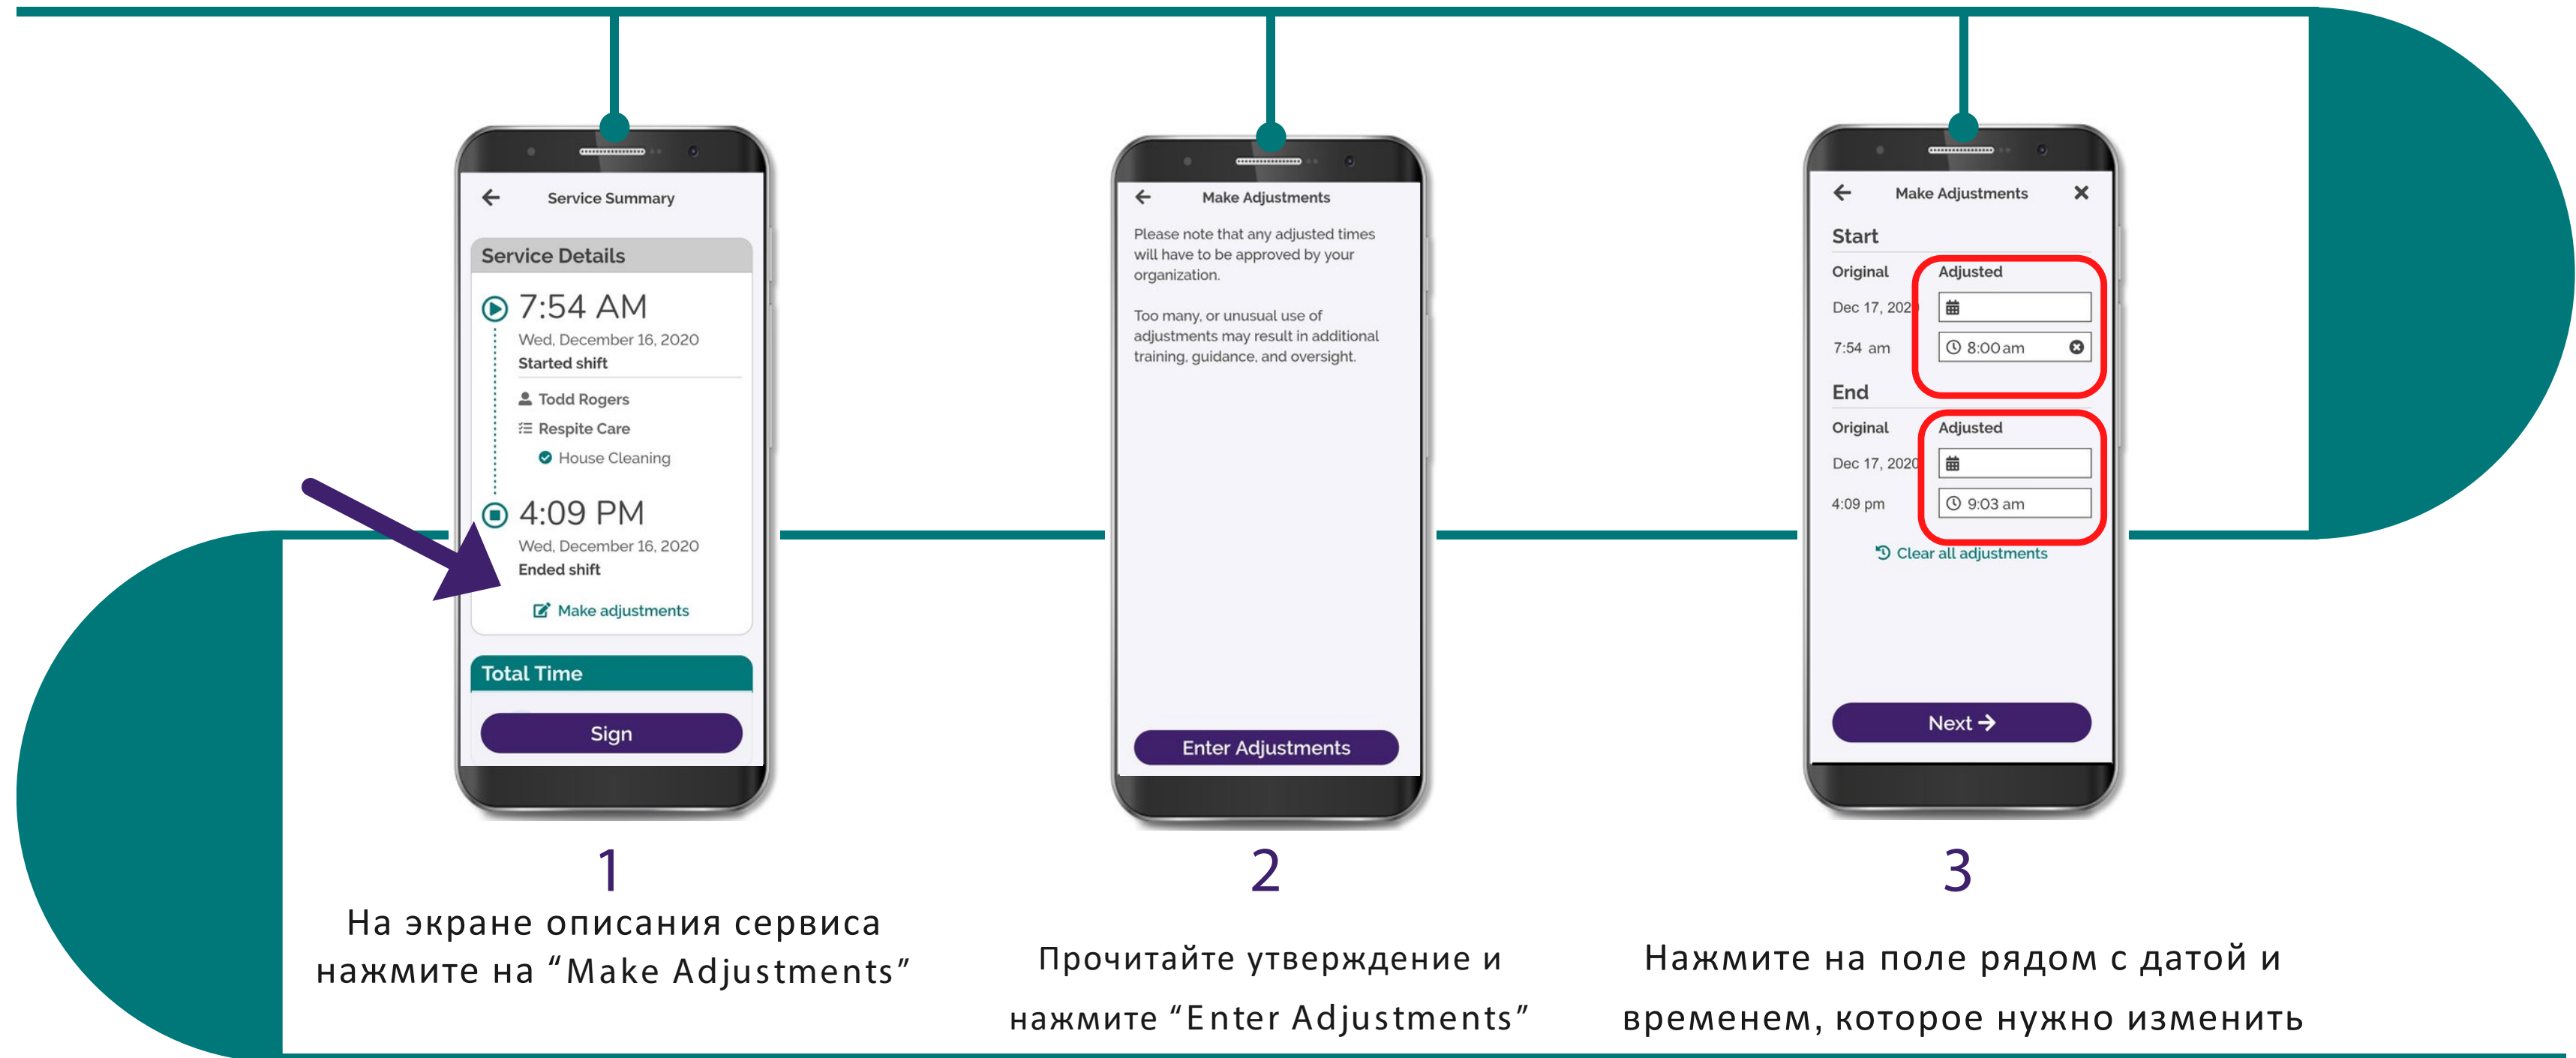 Service Summary
Service Details
7:54 AM
Wed, December 16, 2020
Started shift
Todd Rogers
Respite Care
House Cleaning
4:09 PM
Wed, December 16, 2020
Ended shift
Make adjustments
Total Time
Sign
1
На экране описания сервиса
нажмите на “Make Adjustments”
Make Adjustments
Please note that any adjusted times
will have to be approved by your
organization.
Too many, or unusual use of
adjustments may result in additional
training, guidance, and oversight.
Enter Adjustments
2
Прочитайте утверждение и
нажмите “Enter Adjustments”
Make Adjustments
Start
Original Adjusted
Dec 17, 2020
7:54 am 8:00 am
End
Original Adjusted
Dec 17, 2020
4:09 pm 9:03 am
Clear all adjustments
Next
3
Нажмите на поле рядом с датой и
временем, которое нужно изменить